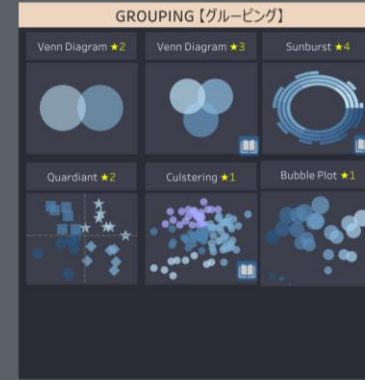 GROUPING【グルーピング】
Venn Diagram ★2
Venn Diagram ★3
Sunburst ★4
Quardiant ★2
Culstering ★1
Bubble Plot ★1